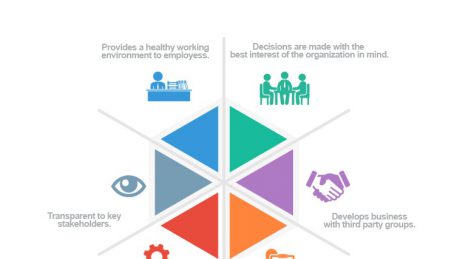 Provides a healthy working
environment to employess.
Decisions are made with the
best interest of the organization in mind.
Transparent to key
stakeholders.
Develops business
with third party groups.